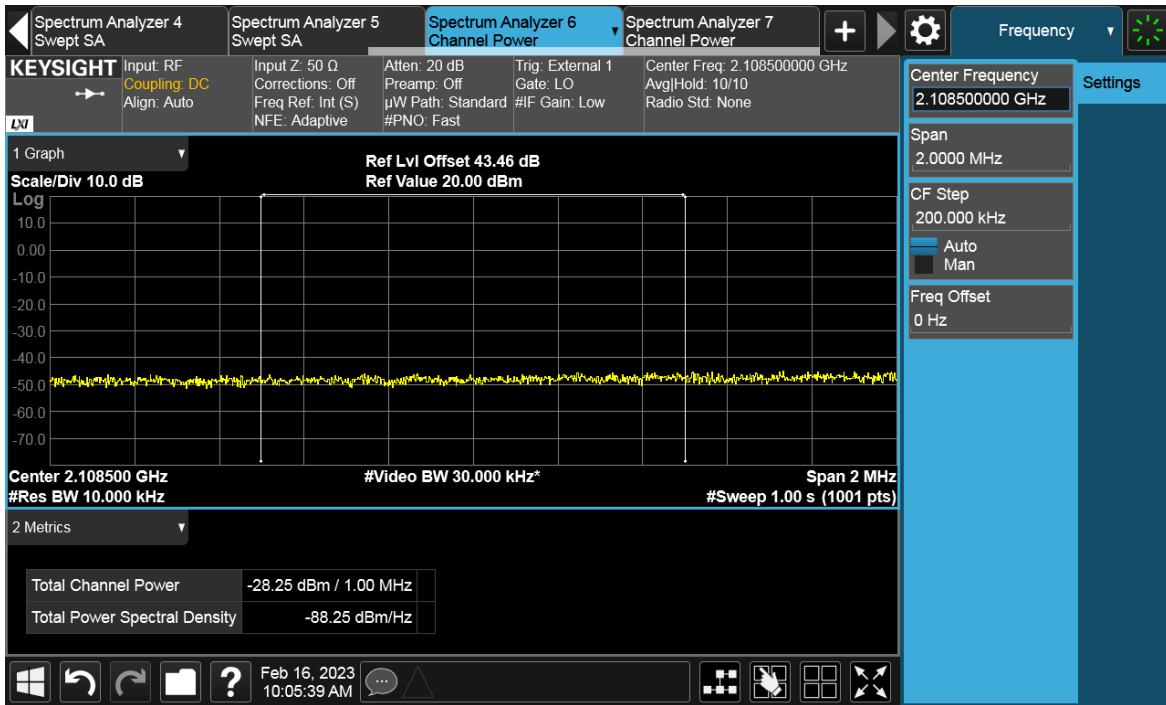 Spectrum Analyzer 4
Swept SA
Spectrum Analyzer 5
Swept SA
Spectrum Analyzer 6
Channel Power
▼
Spectrum Analyzer 7
Channel Power
+
Frequency ▼
KEYSIGHT
LXI
Input: RF
Coupling: DC
Align: Auto
Input Z: 50 Ω
Corrections: Off
Freq Ref: Int (S)
NFE: Adaptive
Atten: 20 dB
Preamp: Off
µW Path: Standard
#PNO: Fast
Trig: External 1
Gate: LO
#IF Gain: Low
Center Freq: 2.108500000 GHz
Avg|Hold: 10/10
Radio Std: None
Center Frequency
2.108500000 GHz
Settings
Span
2.0000 MHz
CF Step
200.000 kHz
Auto
Man
Freq Offset
0 Hz
1 Graph ▼
Scale/Div 10.0 dB
Ref Lvl Offset 43.46 dB
Ref Value 20.00 dBm
Log
10.0
0.00
-10.0
-20.0
-30.0
-40.0
-50.0
-60.0
-70.0
Center 2.108500 GHz
#Video BW 30.000 kHz*
Span 2 MHz
#Res BW 10.000 kHz
#Sweep 1.00 s (1001 pts)
2 Metrics ▼
Total Channel Power -28.25 dBm / 1.00 MHz
Total Power Spectral Density -88.25 dBm/Hz
?
Feb 16, 2023
10:05:39 AM